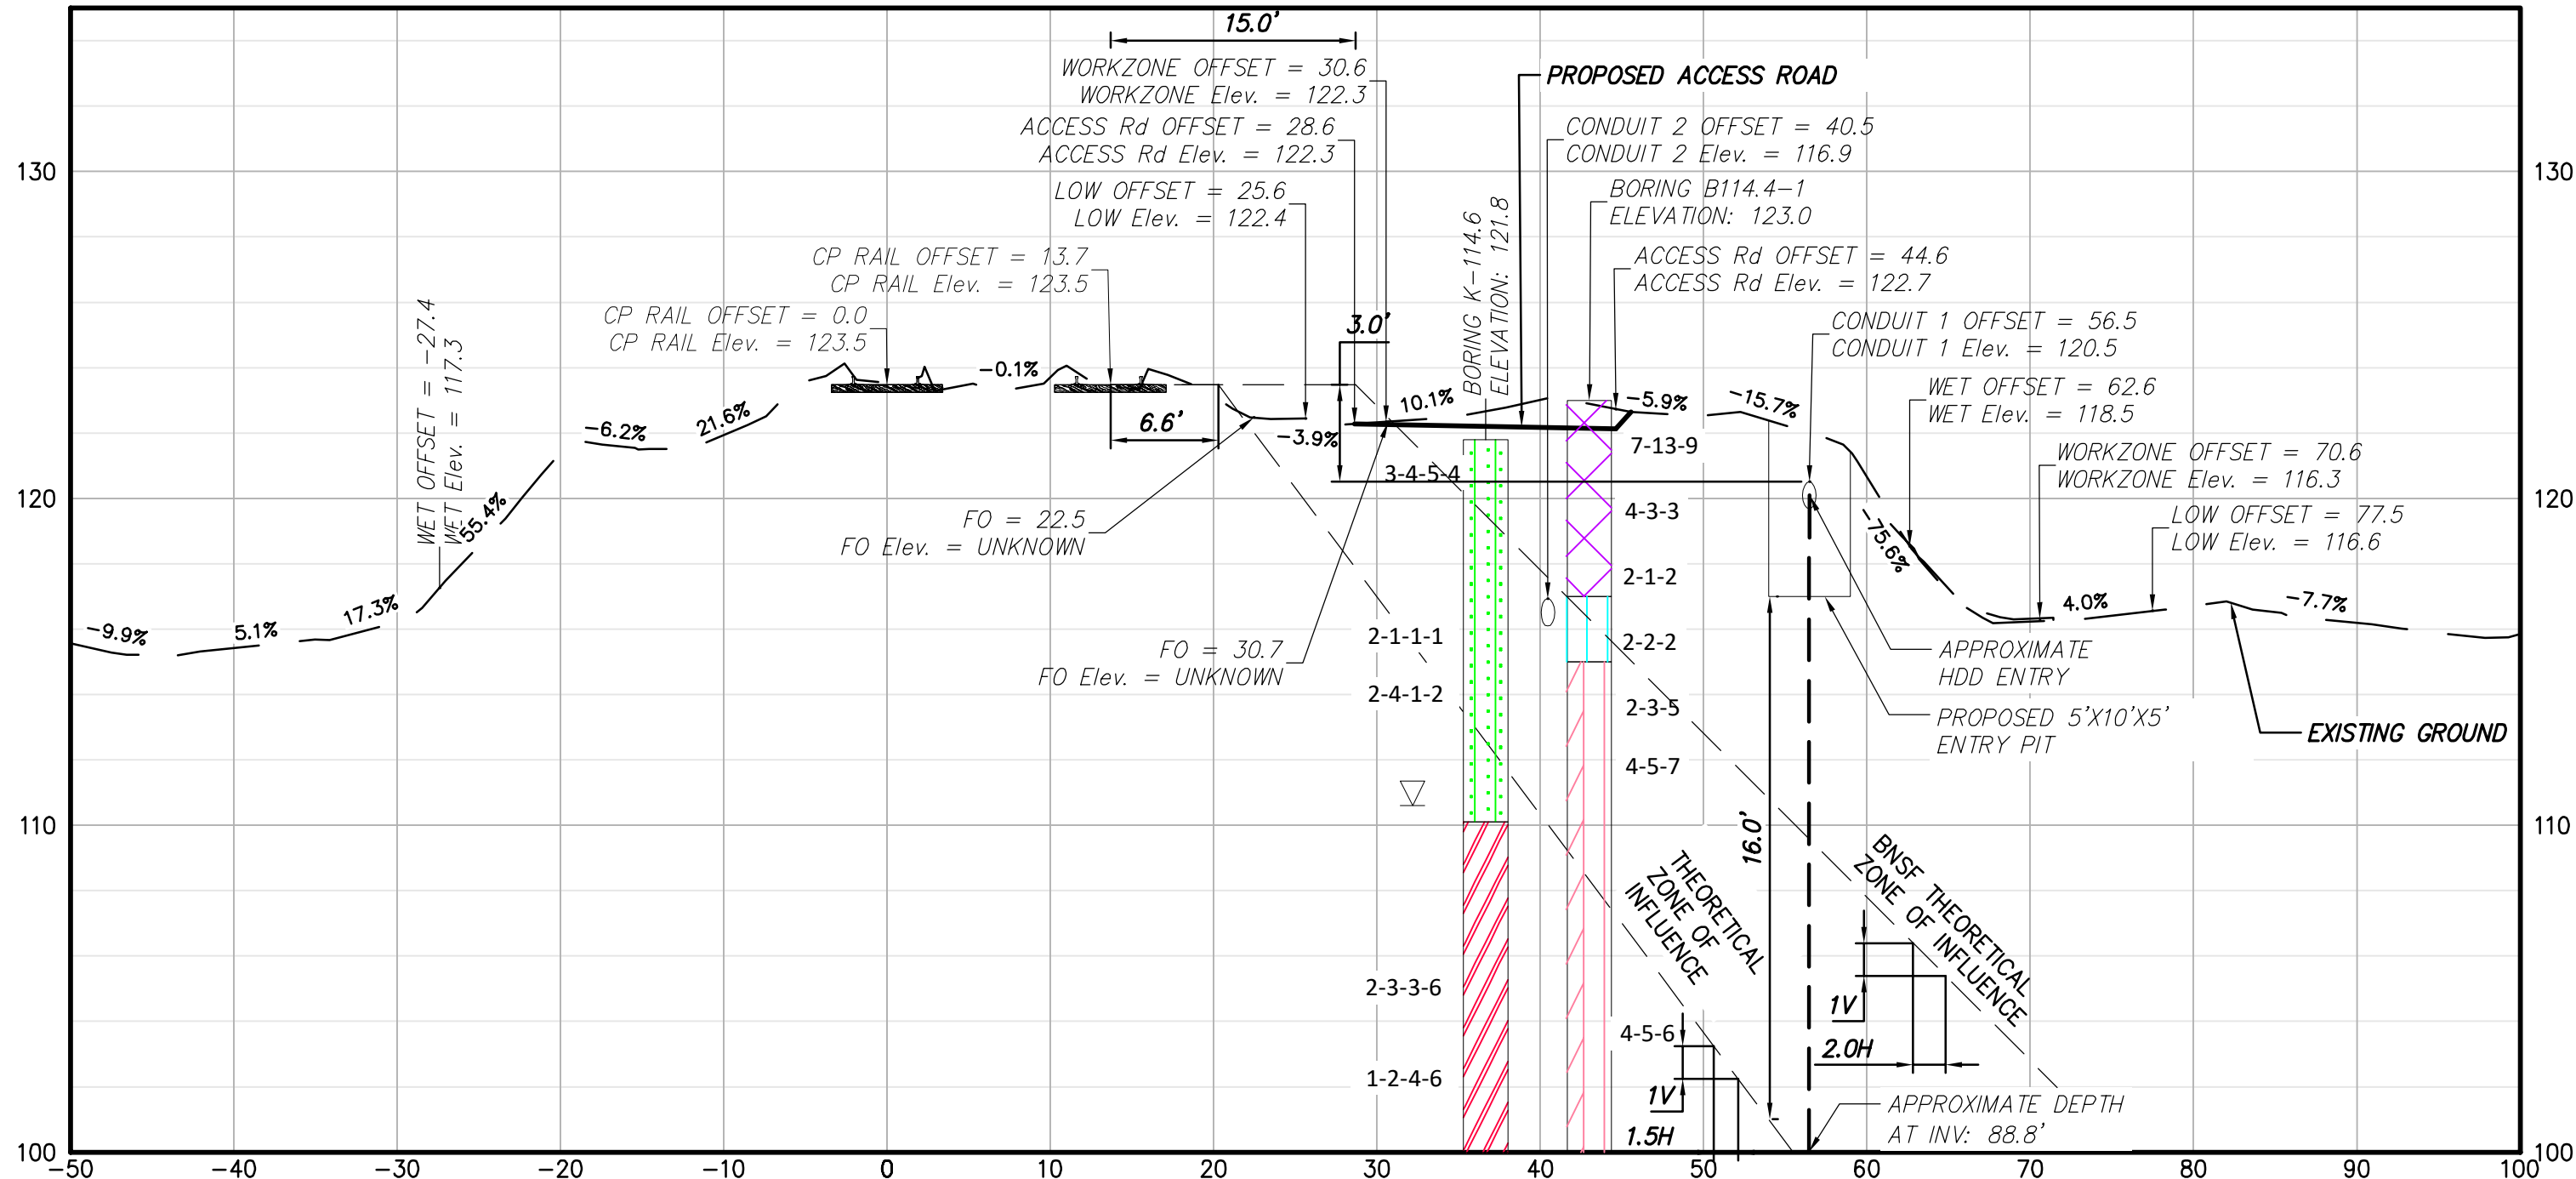 15.0'
WORKZONE OFFSET = 30.6
WORKZONE Elev. = 122.3
PROPOSED ACCESS ROAD
ACCESS Rd OFFSET = 28.6
ACCESS Rd Elev. = 122.3
CONDUIT 2 OFFSET = 40.5
CONDUIT 2 Elev. = 116.9
130
130
LOW OFFSET = 25.6
LOW Elev. = 122.4
BORING B114.4-1
ELEVATION: 123.0
BORING K-114.6
ELEVATION: 121.8
CP RAIL OFFSET = 13.7
CP RAIL Elev. = 123.5
ACCESS Rd OFFSET = 44.6
ACCESS Rd Elev. = 122.7
CP RAIL OFFSET = 0.0
CP RAIL Elev. = 123.5
3.0'
CONDUIT 1 OFFSET = 56.5
CONDUIT 1 Elev. = 120.5
WET OFFSET = -27.4
WET Elev. = 117.3
-0.1%
WET OFFSET = 62.6
WET Elev. = 118.5
-6.2%
21.6%
6.6'
-3.9%
10.1%
-5.9%
-15.7%
7-13-9
3-4-5-4
WORKZONE OFFSET = 70.6
WORKZONE Elev. = 116.3
120
120
55.4%
FO = 22.5
FO Elev. = UNKNOWN
4-3-3
-75.6%
LOW OFFSET = 77.5
LOW Elev. = 116.6
2-1-2
-9.9%
5.1%
17.3%
4.0%
-7.7%
2-1-1-1
2-2-2
FO = 30.7
FO Elev. = UNKNOWN
APPROXIMATE
HDD ENTRY
2-4-1-2
2-3-5
PROPOSED 5'X10'X5'
ENTRY PIT
EXISTING GROUND
4-5-7
110
110
16.0'
THEORETICAL
ZONE OF
INFLUENCE
BNSF THEORETICAL
ZONE OF INFLUENCE
2-3-3-6
1V
2.0H
4-5-6
1-2-4-6
1V
1.5H
APPROXIMATE DEPTH
AT INV: 88.8'
100
100
-50
-40
-30
-20
-10
0
10
20
30
40
50
60
70
80
90
100